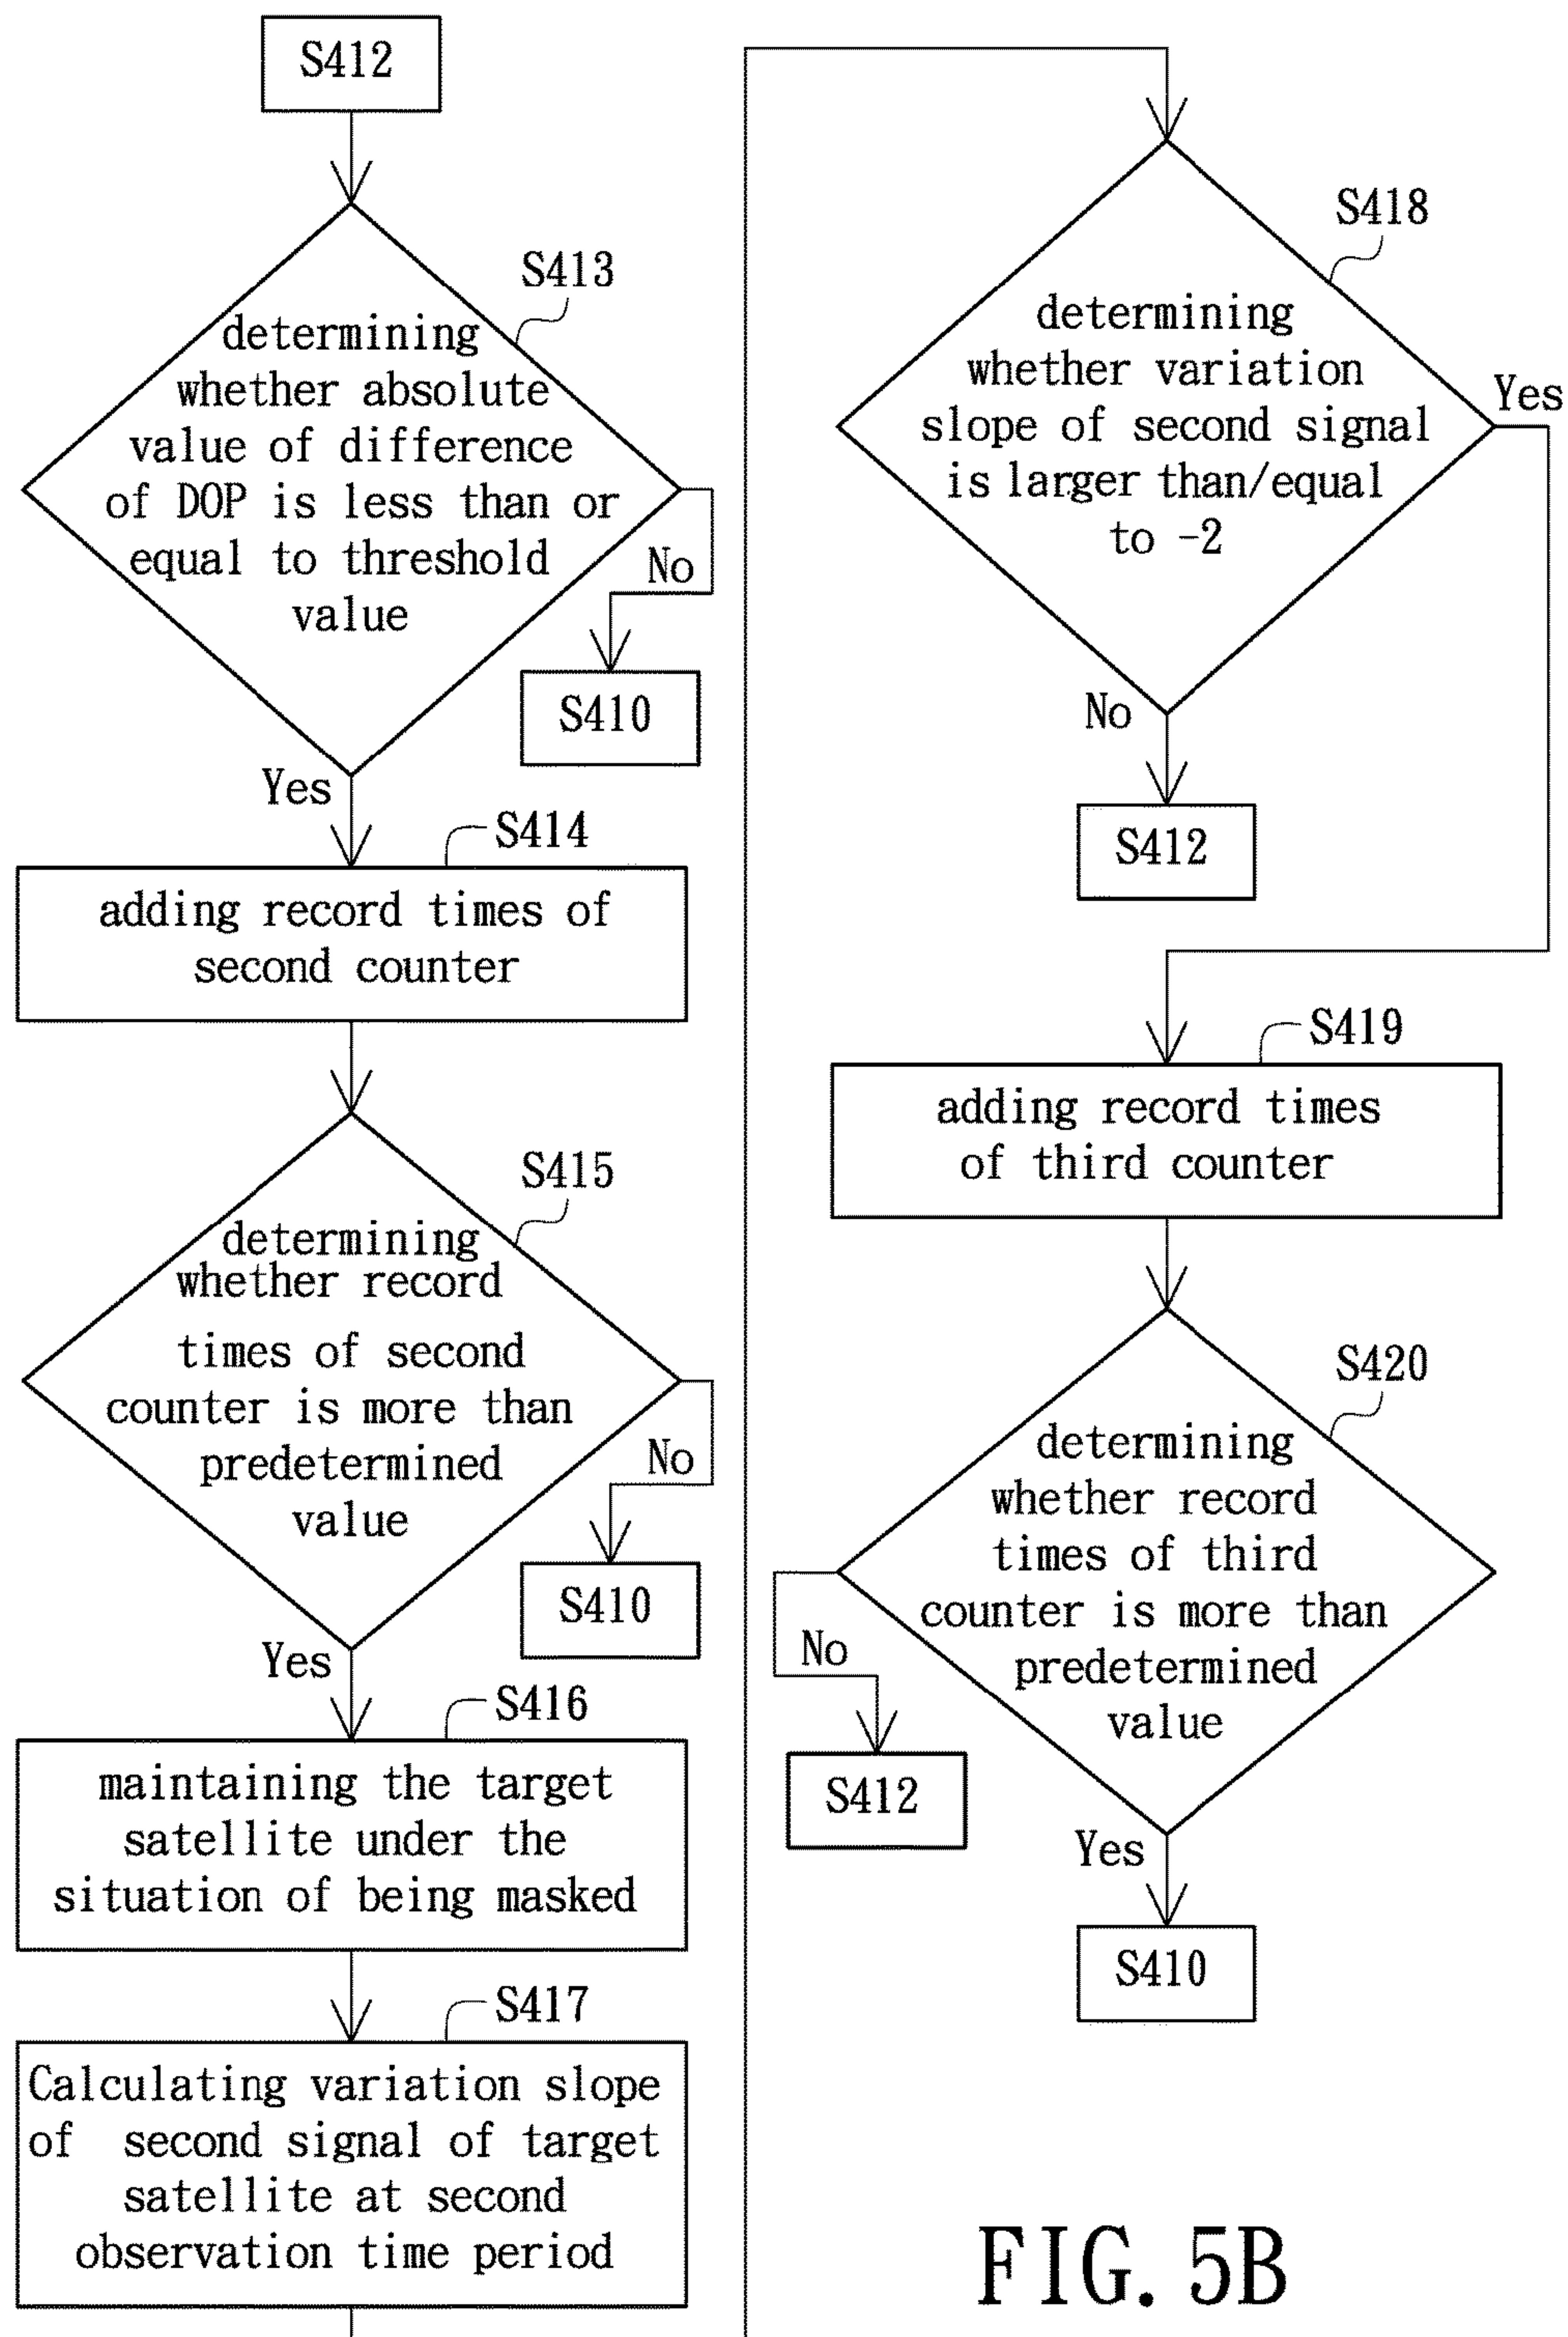 S412
S413
determining
whether absolute
value of difference
of DOP is less than or
equal to threshold
value
No
S410
Yes
S414
adding record times of
second counter
S415
determining
whether record
times of second
counter is more than
predetermined
value
No
S410
Yes
S416
maintaining the target
satellite under the
situation of being masked
S417
Calculating variation slope
of second signal of target
satellite at second
observation time period
S418
determining
whether variation
slope of second signal
is larger than/equal
to -2
Yes
No
S412
S419
adding record times
of third counter
S420
determining
whether record
times of third
counter is more than
predetermined
value
No
S412
Yes
S410
FIG. 5B